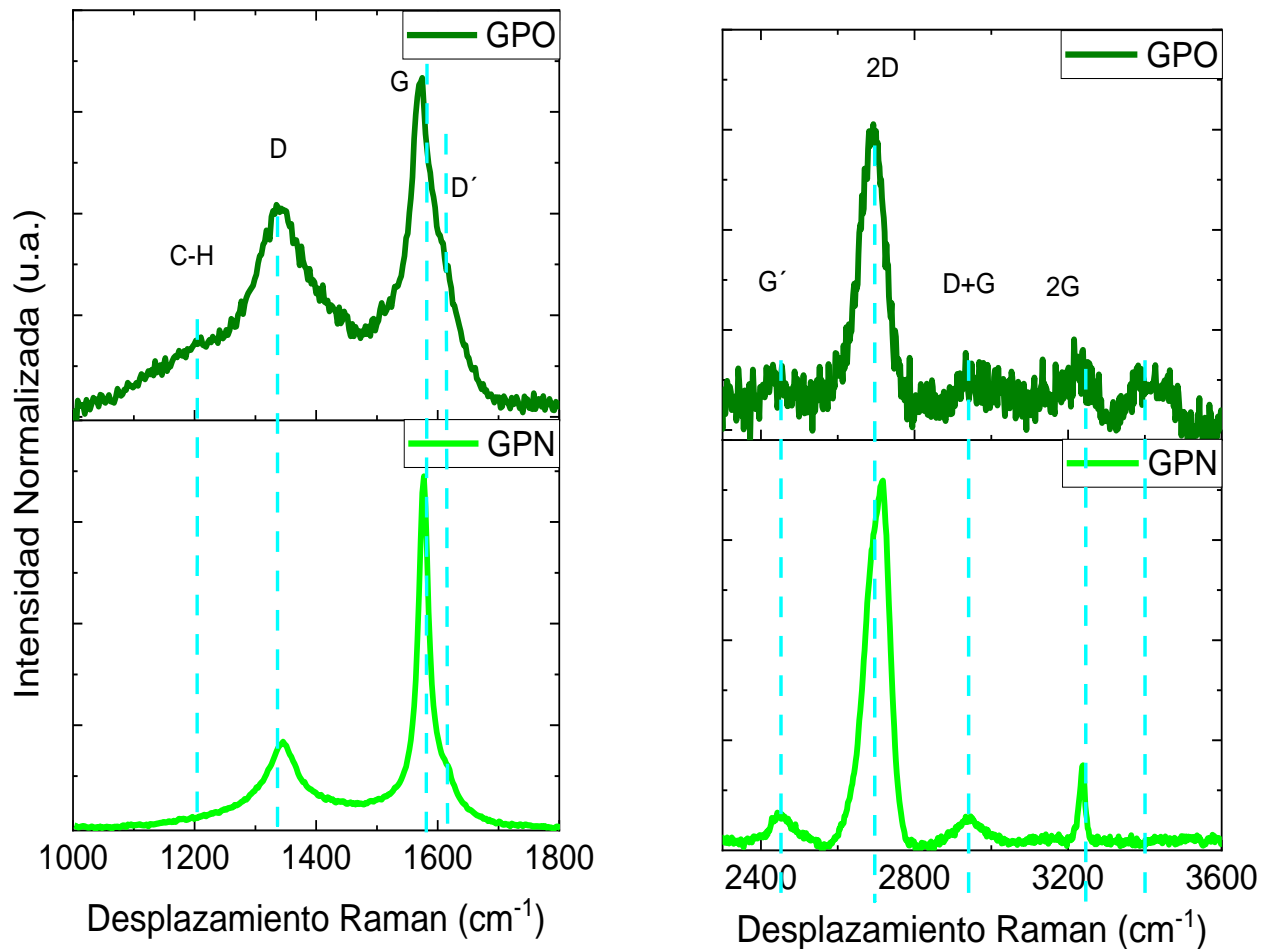 Intensidad Normalizada (u.a.)
GPO
G
D
D´
C-H
GPN
1000 1200 1400 1600 1800
Desplazamiento Raman (cm-1)
GPO
2D
G´
D+G
2G
GPN
2400 2800 3200 3600
Desplazamiento Raman (cm-1)